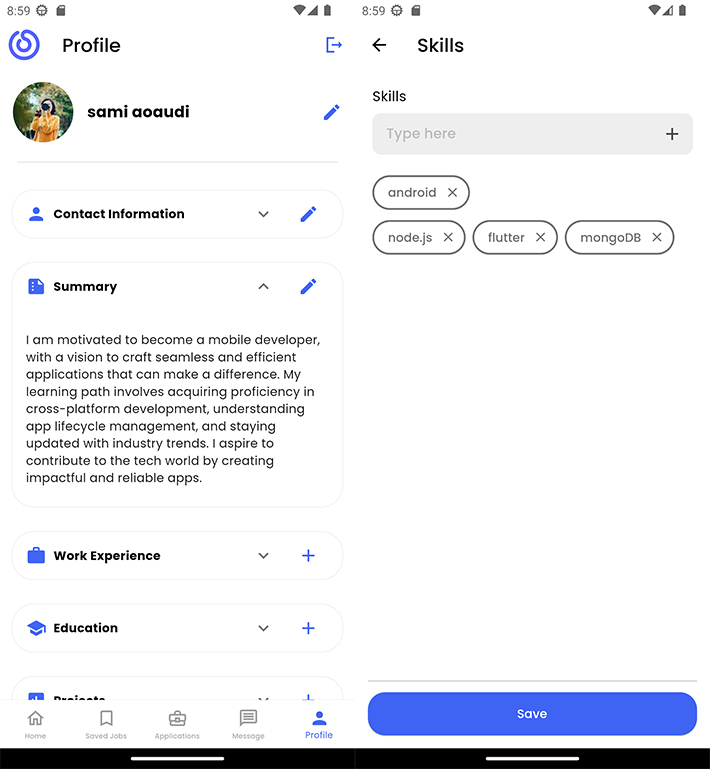 8:59
Profile
sami aoaudi
Contact Information
Summary
I am motivated to become a mobile developer,
with a vision to craft seamless and efficient
applications that can make a difference. My
learning path involves acquiring proficiency in
cross-platform development, understanding
app lifecycle management, and staying
updated with industry trends. I aspire to
contribute to the tech world by creating
impactful and reliable apps.
Work Experience
Education
Projects
Home Saved Jobs Applications Message Profile
8:59
Skills
Skills
Type here
android
node.js flutter mongoDB
Save